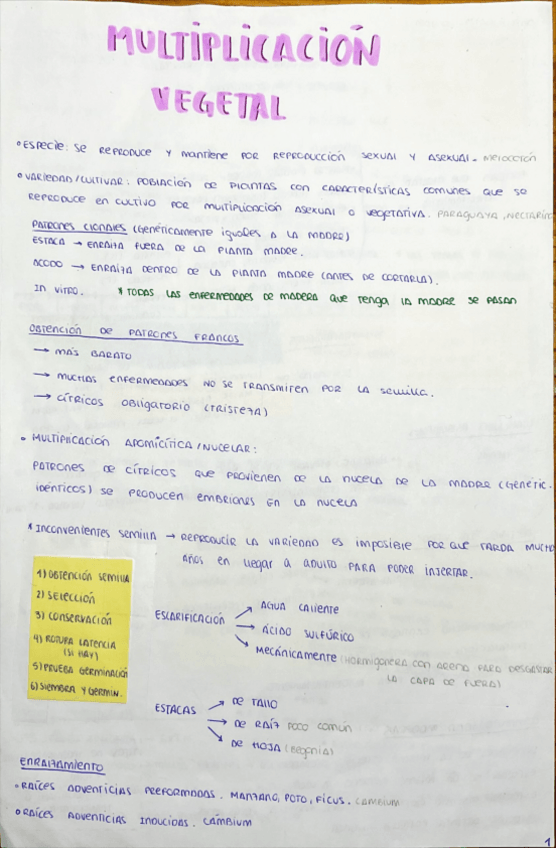 MULTIPLICACIÓN
VEGETAL
• ESPECIE: SE REPRODUCE Y MANTIENE POR REPRODUCCIÓN SEXUAL Y ASEXUAL - MELOCOTÓN
• VARIEDAD/CULTIVAR: POBLACIÓN DE PLANTAS CON CARACTERÍSTICAS COMUNES QUE SE
REPRODUCE EN CULTIVO POR MULTIPLICACIÓN ASEXUAL O VEGETATIVA. PARAGUAYA, NECTARINA
PATRONES CLONALES (GENÉTICAMENTE IGUALES A LA MADRE)
ESTACA → ENRAIZA FUERA DE LA PLANTA MADRE.
ACODO → ENRAIZA DENTRO DE LA PLANTA MADRE (ANTES DE CORTARLA).
IN VITRO. * TODAS LAS ENFERMEDADES DE MADERA QUE TENGA LA MADRE SE PASAN
OBTENCIÓN DE PATRONES FRANCOS
→ MÁS BARATO
→ MUCHAS ENFERMEDADES NO SE TRANSMITEN POR LA SEMILLA.
→ CÍTRICOS OBLIGATORIO (TRISTEZA)
• MULTIPLICACIÓN APOMICÍTICA/NUCELAR:
PATRONES DE CÍTRICOS QUE PROVIENEN DE LA NUCELA DE LA MADRE (GENÉTIC.
IDÉNTICOS) SE PRODUCEN EMBRIONES EN LA NUCELA
* INCONVENIENTES SEMILLA → REPRODUCIR LA VARIEDAD ES IMPOSIBLE POR QUE TARDA MUCHO
AÑOS EN LLEGAR A ADULTO PARA PODER INJERTAR.
1) OBTENCIÓN SEMILLA
2) SELECCIÓN
3) CONSERVACIÓN
4) ROTURA LATENCIA
(SI HAY)
5) PRUEBA GERMINACIÓN
6) SIEMBRA Y GERMIN.
ESCARIFICACIÓN → AGUA CALIENTE
→ ÁCIDO SULFÚRICO
→ MECÁNICAMENTE (HORMIGONERA CON ARENA PARA DESGASTAR
LA CAPA DE FUERA)
ESTACAS → DE TALLO
→ DE RAÍZ POCO COMÚN
→ DE HOJA (BEGONIA)
ENRAIZAMIENTO
• RAÍCES ADVENTICIAS PREFORMADAS. MANZANO, POTO, FICUS. CAMBIUM
• RAÍCES ADVENTICIAS INDUCIDAS. CAMBIUM
1